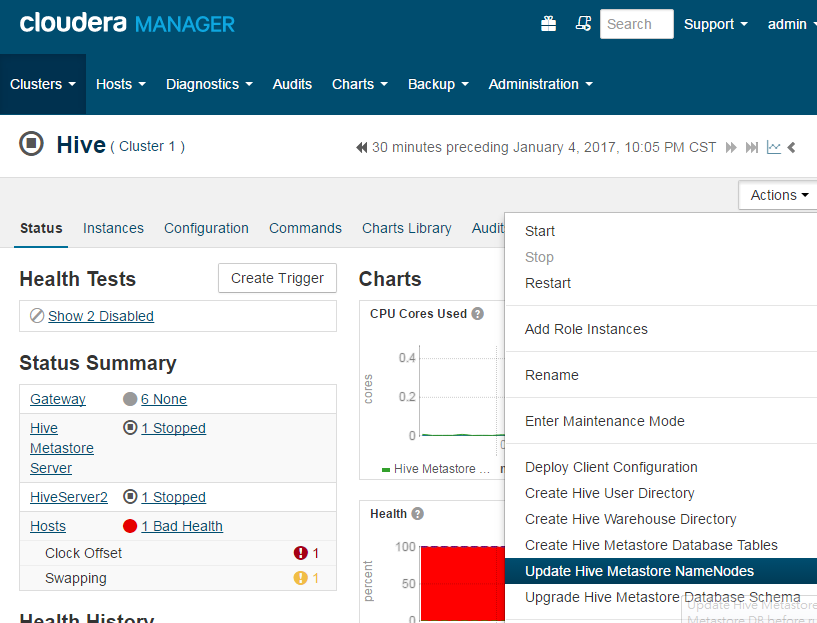 cloudera MANAGER
Search
Support
admin
Clusters
Hosts
Diagnostics
Audits
Charts
Backup
Administration
Hive ( Cluster 1 )
30 minutes preceding January 4, 2017, 10:05 PM CST
Actions
Status
Instances
Configuration
Commands
Charts Library
Audit
Start
Stop
Restart
Add Role Instances
Rename
Enter Maintenance Mode
Deploy Client Configuration
Create Hive User Directory
Create Hive Warehouse Directory
Create Hive Metastore Database Tables
Update Hive Metastore NameNodes
Upgrade Hive Metastore Database Schema
Update Hive Metastore
Metastore DB before
Health Tests
Create Trigger
Show 2 Disabled
Status Summary
Gateway
6 None
Hive
Metastore
Server
1 Stopped
HiveServer2
1 Stopped
Hosts
1 Bad Health
Clock Offset
1
Swapping
1
Health History
Charts
CPU Cores Used ?
cores
0.4
0.2
0
Hive Metastore ...
Health ?
percent
100
50
0